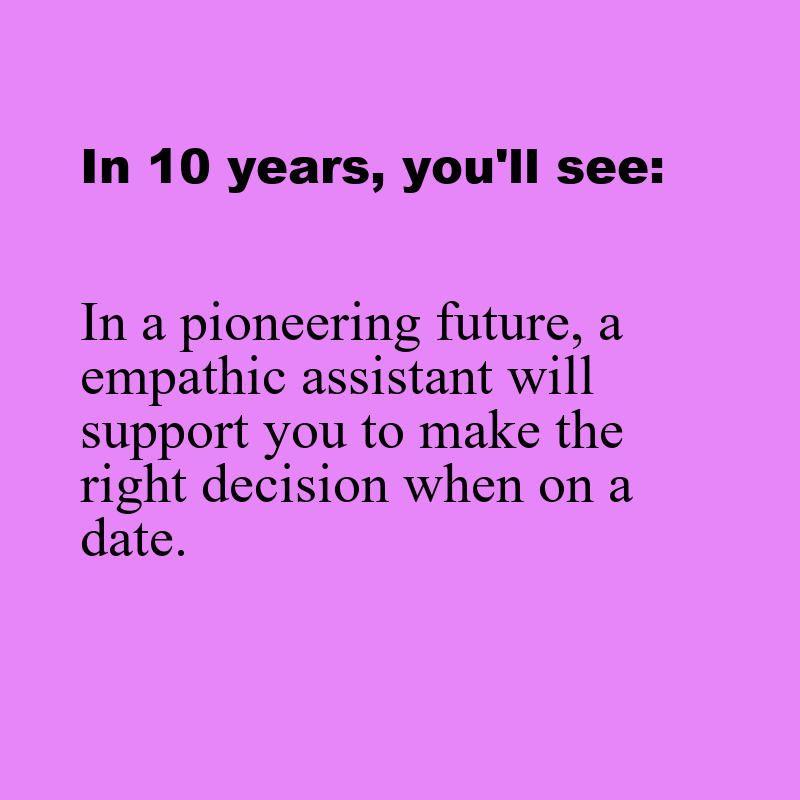 In 10 years, you'll see:
In a pioneering future, a
empathic assistant will
support you to make the
right decision when on a
date.